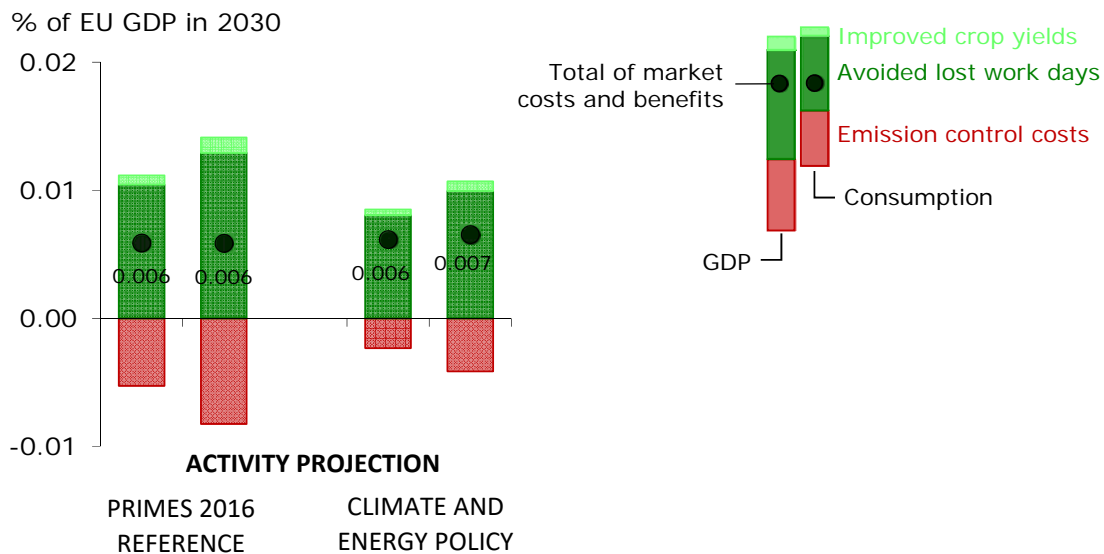 % of EU GDP in 2030
0.02
0.01
0.00
-0.01
0.006
0.006
0.006
0.007
ACTIVITY PROJECTION
PRIMES 2016
REFERENCE
CLIMATE AND
ENERGY POLICY
Total of market
costs and benefits
Improved crop yields
Avoided lost work days
Emission control costs
Consumption
GDP